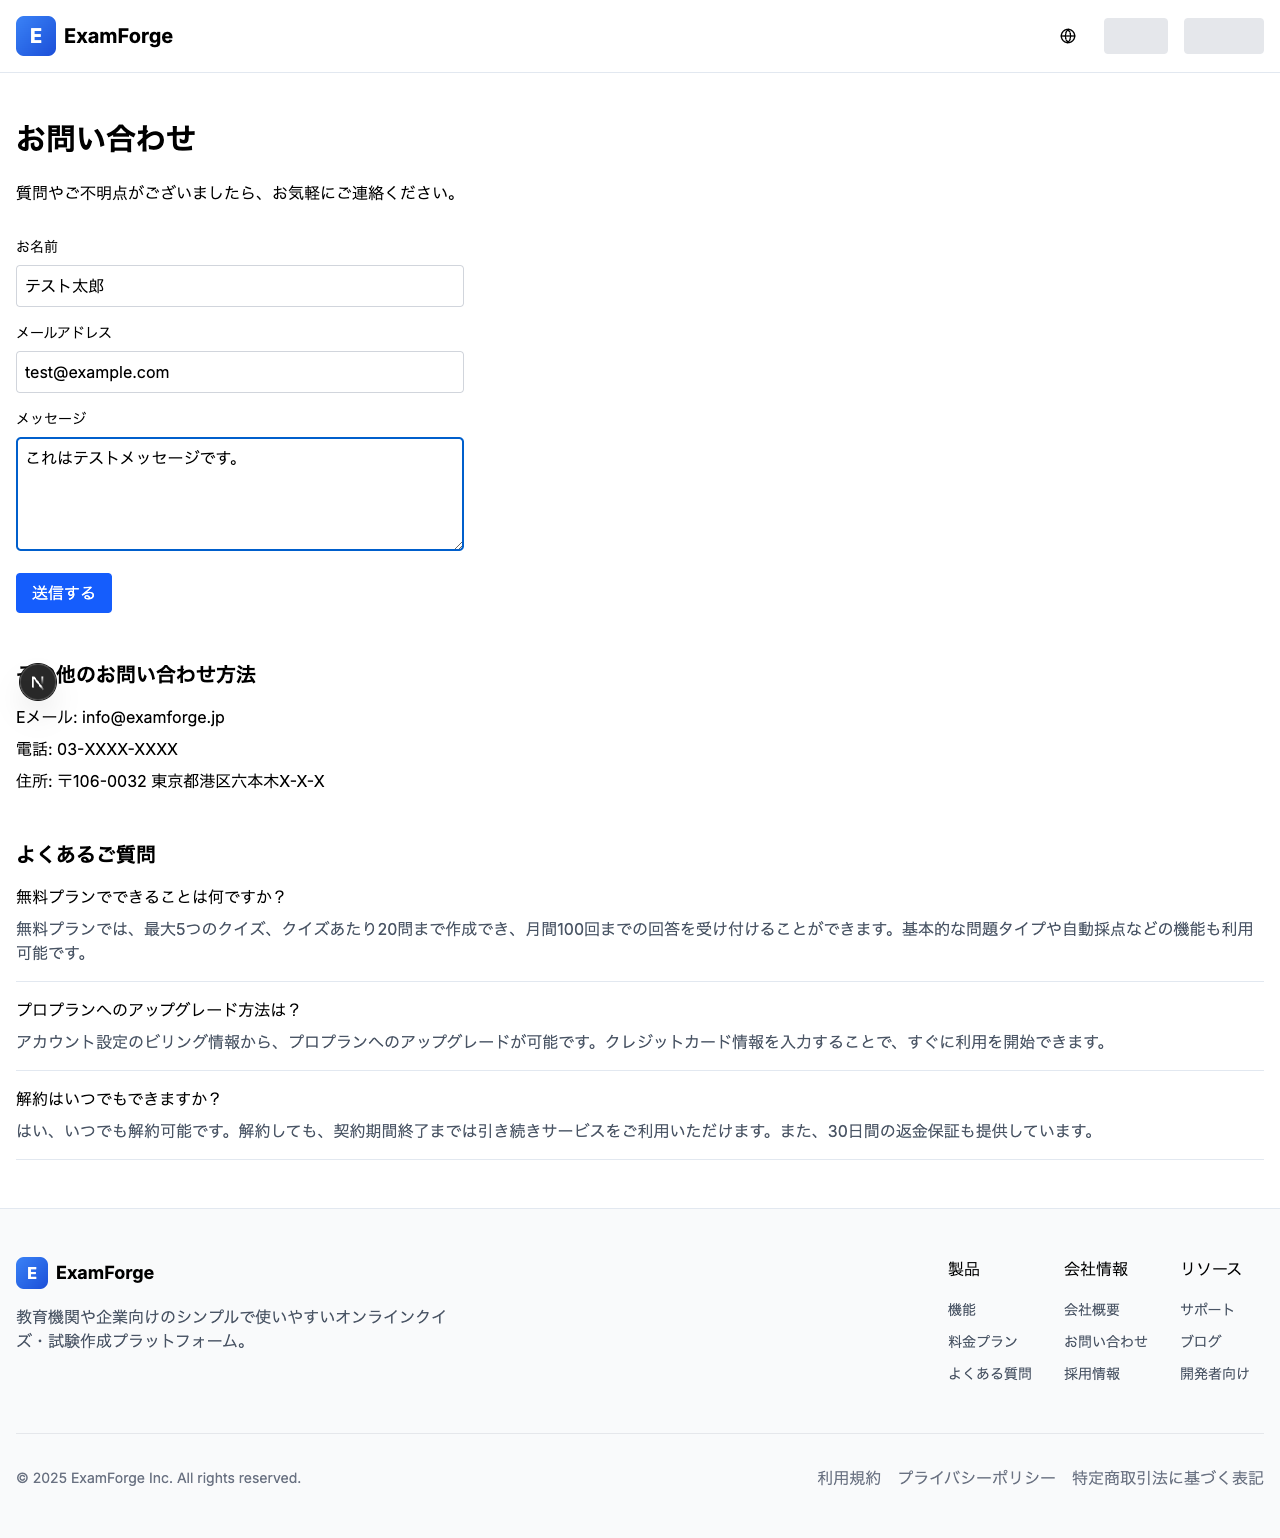 E ExamForge
お問い合わせ
質問やご不明点がございましたら、お気軽にご連絡ください。
お名前
テスト太郎
メールアドレス
test@example.com
メッセージ
これはテストメッセージです。
送信する
他のお問い合わせ方法
N
Eメール: info@examforge.jp
電話: 03-XXXX-XXXX
住所: 〒106-0032 東京都港区六本木X-X-X
よくあるご質問
無料プランでできることは何ですか？
無料プランでは、最大5つのクイズ、クイズあたり20問まで作成でき、月間100回までの回答を受け付けることができます。基本的な問題タイプや自動採点などの機能も利用
可能です。
プロプランへのアップグレード方法は？
アカウント設定のビリング情報から、プロプランへのアップグレードが可能です。クレジットカード情報を入力することで、すぐに利用を開始できます。
解約はいつでもできますか？
はい、いつでも解約可能です。解約しても、契約期間終了までは引き続きサービスをご利用いただけます。また、30日間の返金保証も提供しています。
E ExamForge
教育機関や企業向けのシンプルで使いやすいオンラインクイ
ズ・試験作成プラットフォーム。
製品
機能
料金プラン
よくある質問
会社情報
会社概要
お問い合わせ
採用情報
リソース
サポート
ブログ
開発者向け
© 2025 ExamForge Inc. All rights reserved.
利用規約 プライバシーポリシー 特定商取引法に基づく表記